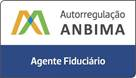 Autorregulação
ANBIMA
Agente Fiduciário